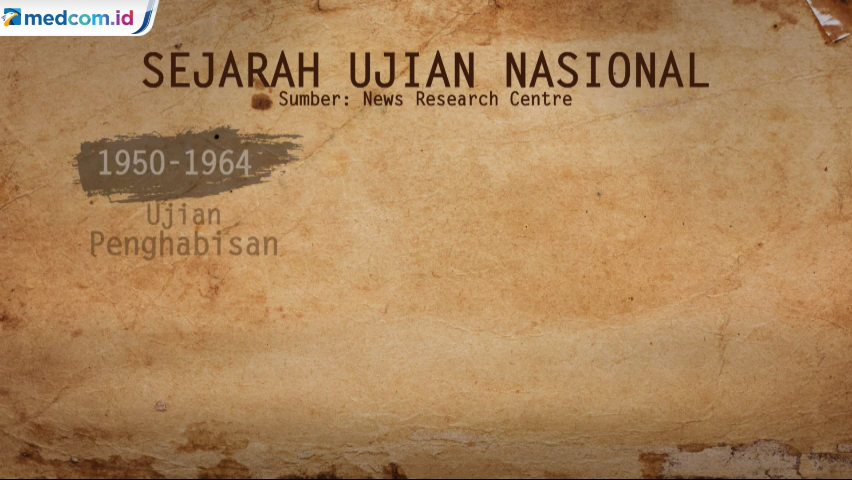 medcom.id
SEJARAH UJIAN NASIONAL
Sumber: News Research Centre
1950-1964
Ujian
Penghabisan